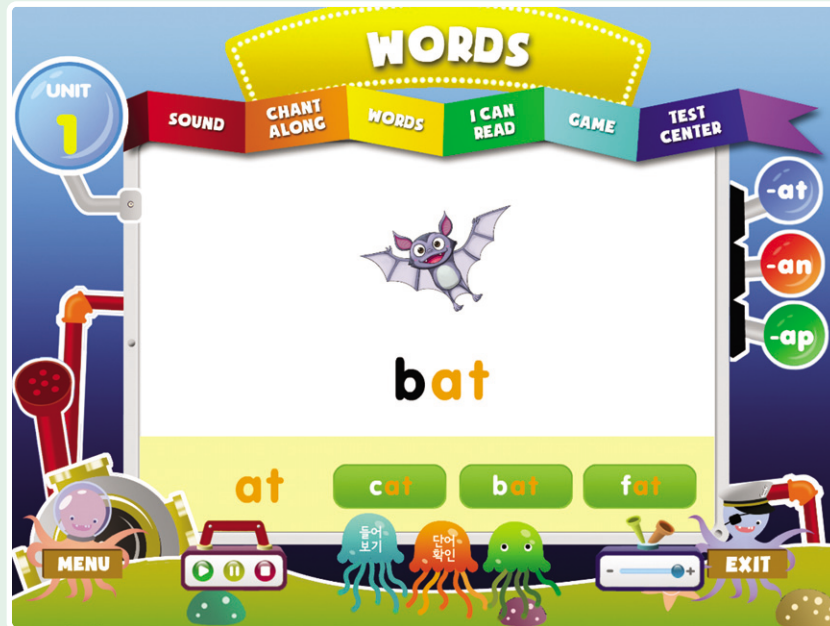 WORDS
UNIT
1
SOUND
CHANT
ALONG
WORDS
I CAN
READ
GAME
TEST
CENTER
-at
-an
-ap
bat
at
cat
bat
fat
들어
보기
단어
확인
MENU
- +
EXIT